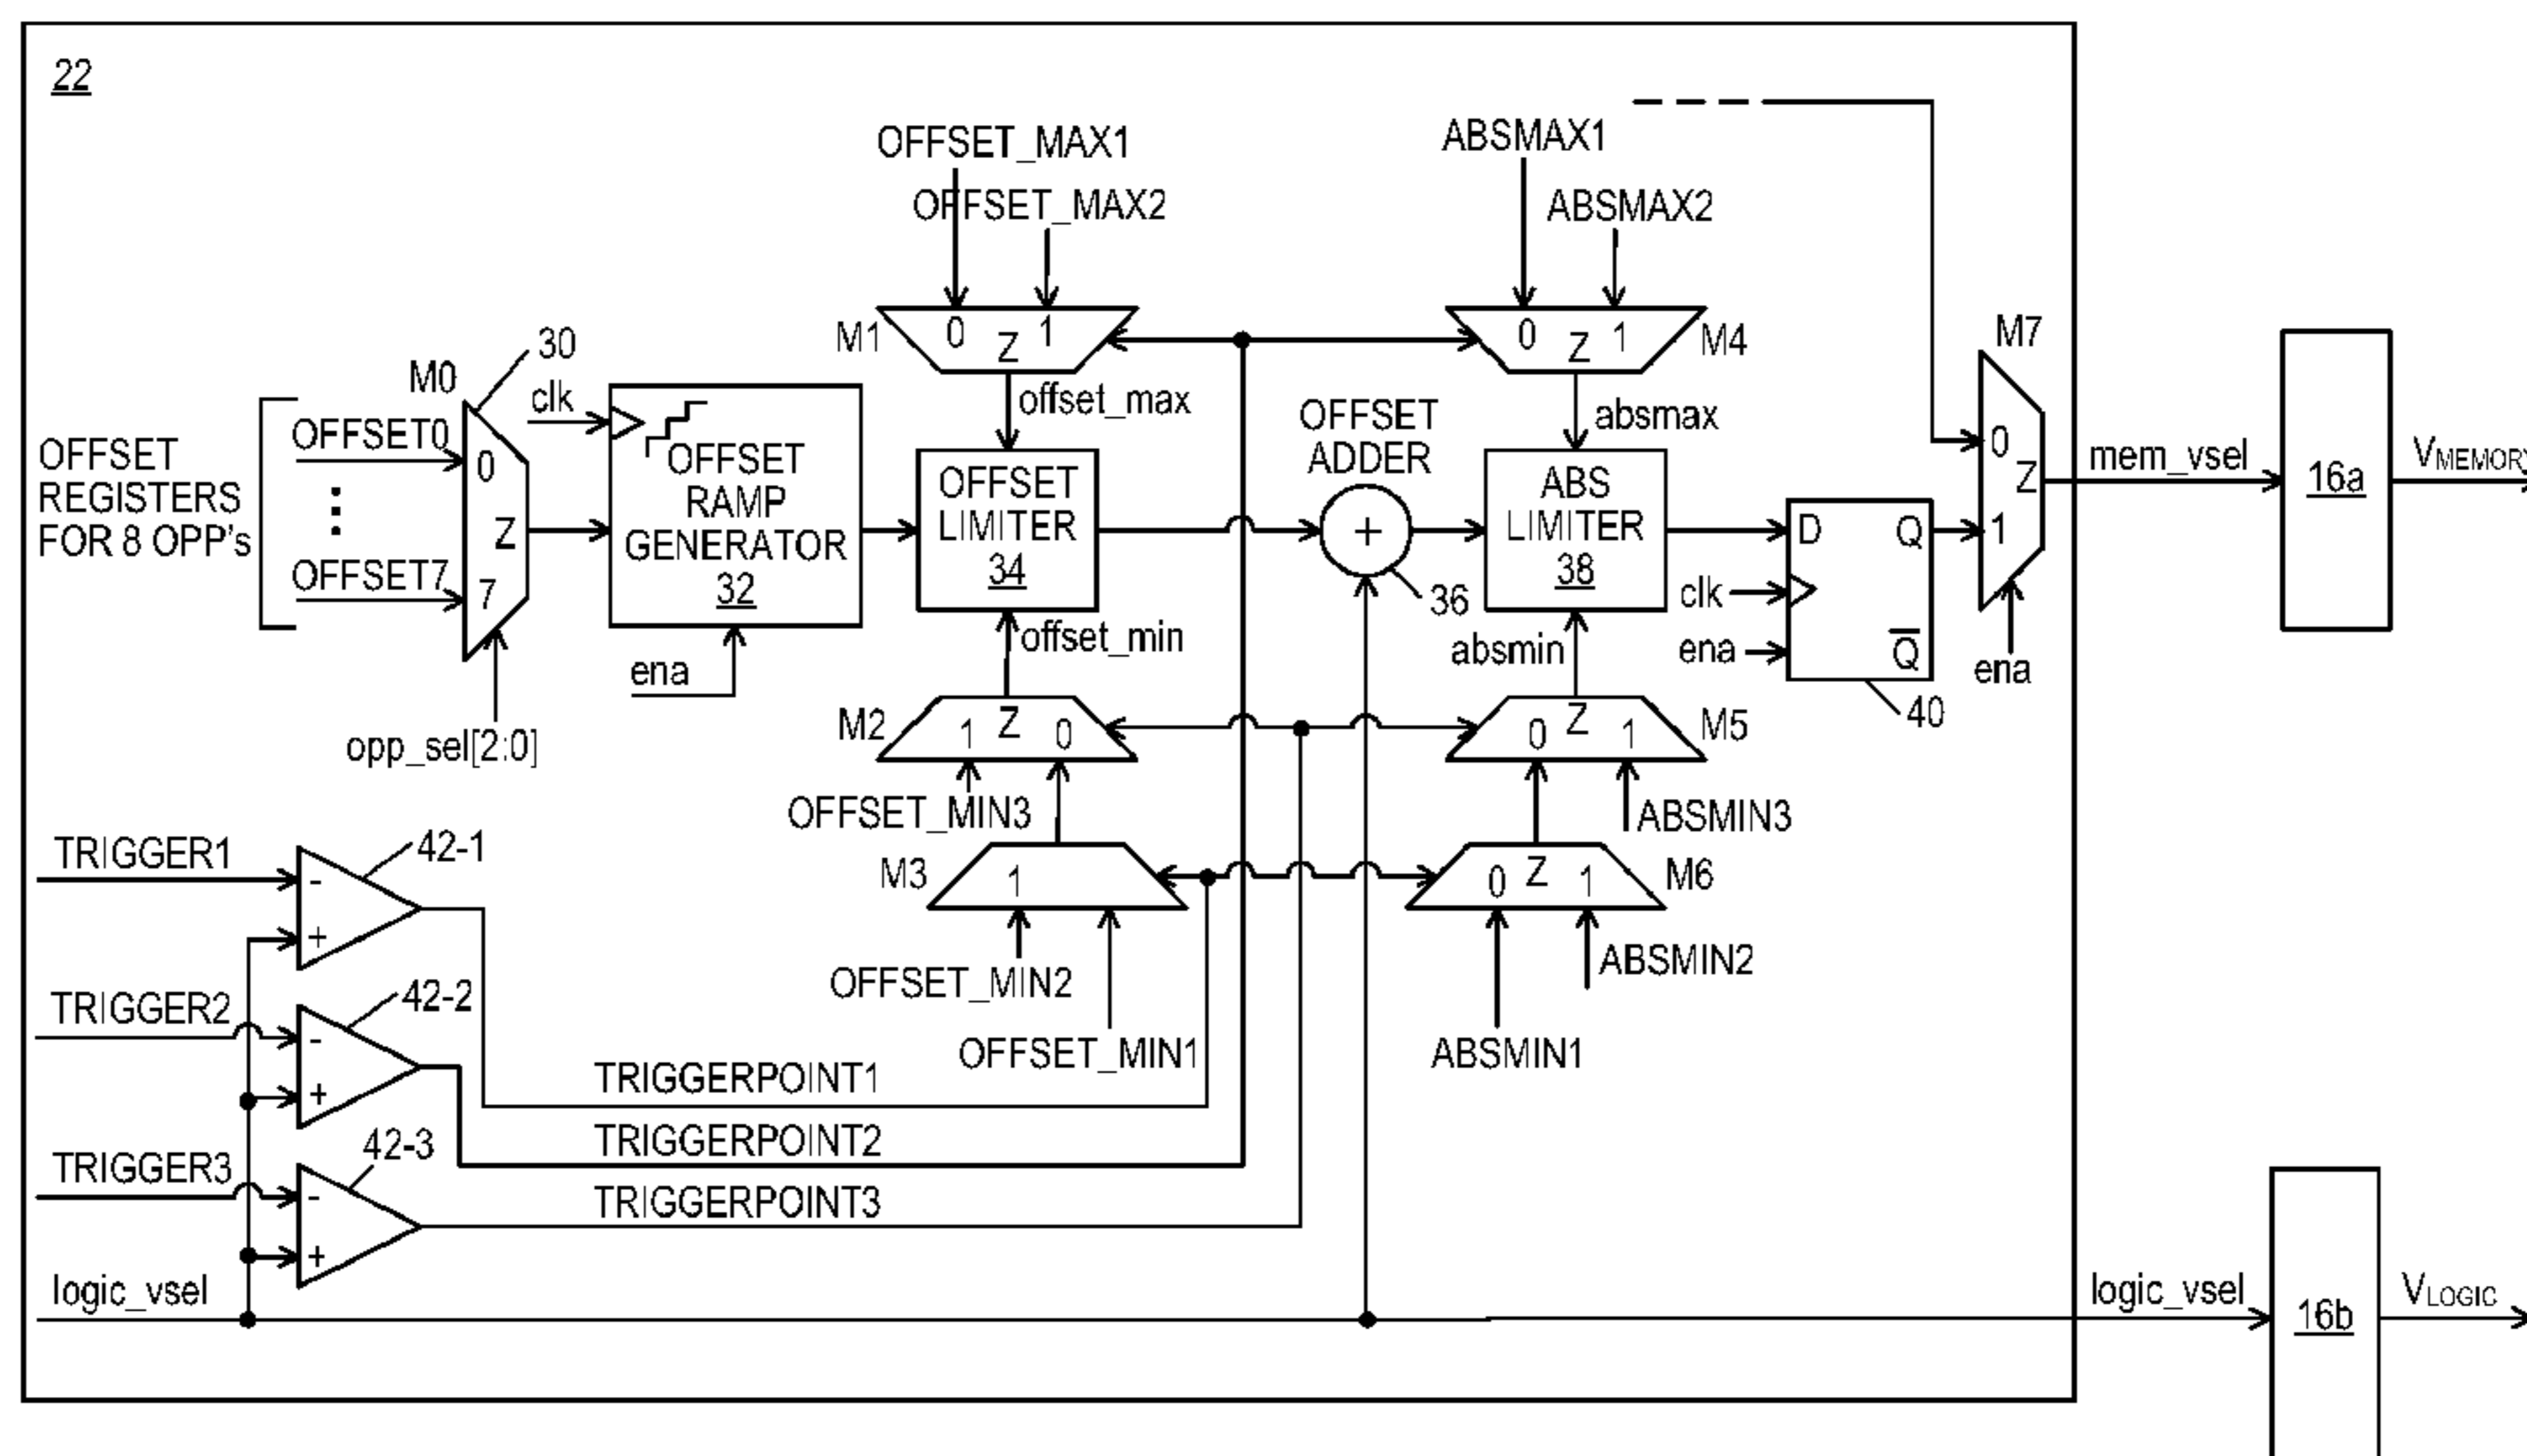 22
OFFSET_MAX1
OFFSET_MAX2
ABSMAX1
ABSMAX2
M1
0
Z
1
0
Z
1
M4
M7
30
M0
clk
offset_max
OFFSET
ADDER
absmax
OFFSET
REGISTERS
FOR 8 OPP's
OFFSET0
OFFSET7
0
Z
7
OFFSET
RAMP
GENERATOR
32
OFFSET
LIMITER
34
+
36
ABS
LIMITER
38
D
Q
Q
clk
ena
40
0
Z
1
ena
mem_vsel
16a
VMEMORY
ena
offset_min
absmin
opp_sel[2:0]
M2
1
Z
0
0
Z
1
M5
OFFSET_MIN3
ABSMIN3
M3
1
0
Z
1
M6
OFFSET_MIN2
ABSMIN2
OFFSET_MIN1
ABSMIN1
TRIGGER1
42-1
-
+
TRIGGER2
42-2
-
+
TRIGGER3
42-3
-
+
TRIGGERPOINT1
TRIGGERPOINT2
TRIGGERPOINT3
logic_vsel
logic_vsel
16b
VLOGIC